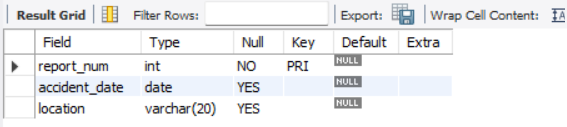 Result Grid Filter Rows: Export: Wrap Cell Content:
Field Type Null Key Default Extra
report_num int NO PRI NULL
accident_date date YES NULL
location varchar(20) YES NULL